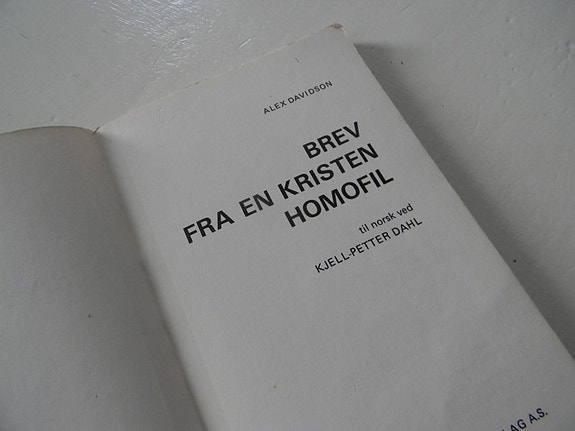 ALEX DAVIDSON
BREV
FRA EN KRISTEN
HOMOFIL
til norsk ved
KJELL-PETTER DAHL
A.S.